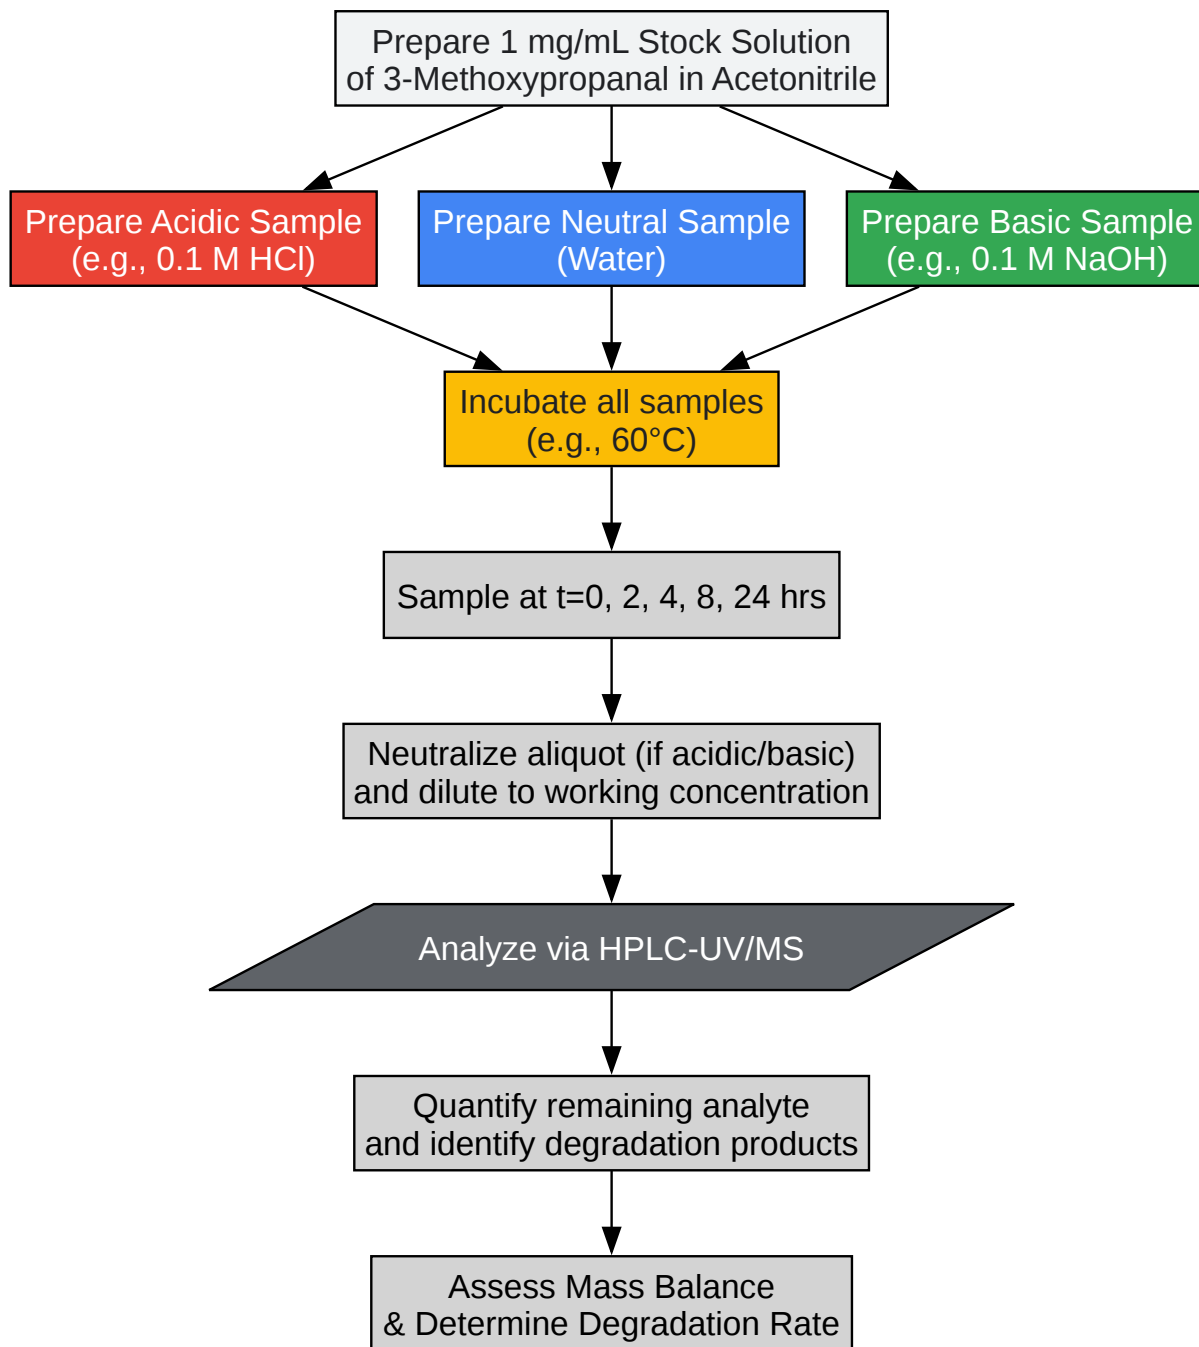 Prepare 1 mg/mL Stock Solution
of 3-Methoxypropanal in Acetonitrile
Prepare Acidic Sample
(e.g., 0.1 M HCl)
Prepare Neutral Sample
(Water)
Prepare Basic Sample
(e.g., 0.1 M NaOH)
Incubate all samples
(e.g., 60°C)
Sample at t=0, 2, 4, 8, 24 hrs
Neutralize aliquot (if acidic/basic)
and dilute to working concentration
Analyze via HPLC-UV/MS
Quantify remaining analyte
and identify degradation products
Assess Mass Balance
& Determine Degradation Rate